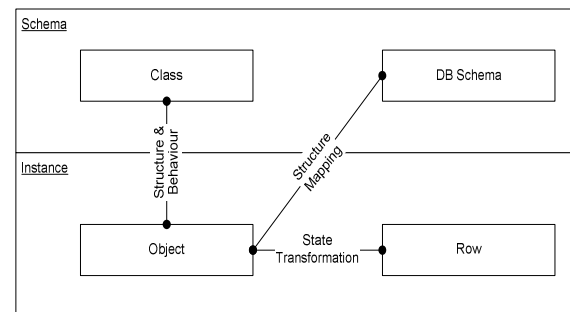 Schema
Class
DB Schema
Structure &
Behaviour
Structure
Mapping
Instance
Object
State
Transformation
Row